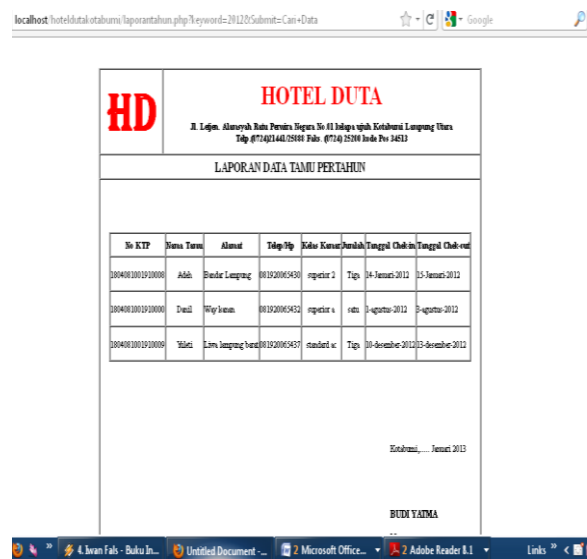 localhost/hoteldutakotabumi/laporantahun.php?keyword=2012&Submit=Cari+Data
Google
HD
HOTEL DUTA
Jl. Letjen. Alamsyah Ratu Perwira Negara No 01 kelapa tujuh Kotabumi Lampung Utara
Telp (0724)21441/25088 Faks. (0724) 25200 kode Pos 34513
LAPORAN DATA TAMU PERTAHUN
No KTP Nama Tamu Alamat Telep/Hp Kelas Kamar Jumlah Tanggal Chek-in Tanggal Chek-out
1804081001910008 Adeh Bandar Lampung 081920065430 superior 2 Tiga 14-Januari-2012 15-Januari-2012
1804081001910000 Danil Way kanan 081920065432 superior a satu 1-agustus-2012 3-agustus-2012
1804081001910009 Yuleti Liwa lampung barat 081920065437 standard ac Tiga 10-desember-2012 13-desember-2012
Kotabumi,..... Januari 2013
BUDI YATMA
4. Iwan Fals - Buku In... Untitled Document -... 2 Microsoft Office... 2 Adobe Reader 8.1 Links